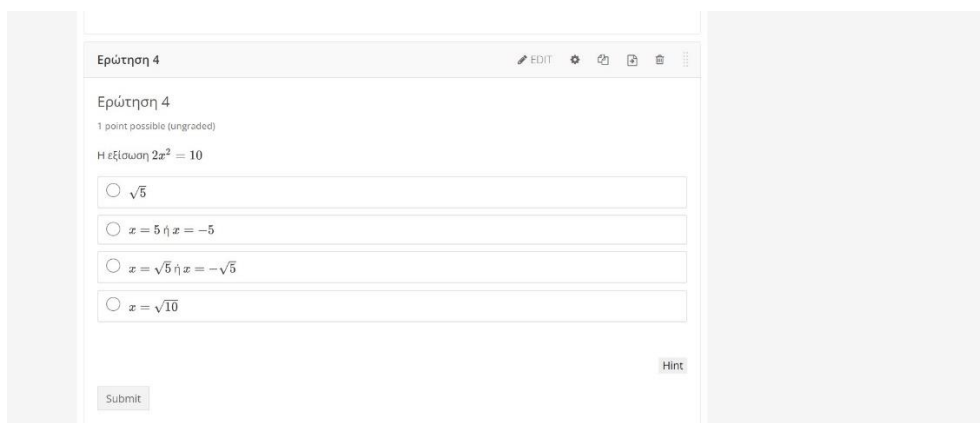 Ερώτηση 4 EDIT
Ερώτηση 4
1 point possible (ungraded)
Η εξίσωση 2x² = 10
√5
x = 5 ή x = −5
x = √5 ή x = −√5
x = √10
Hint
Submit